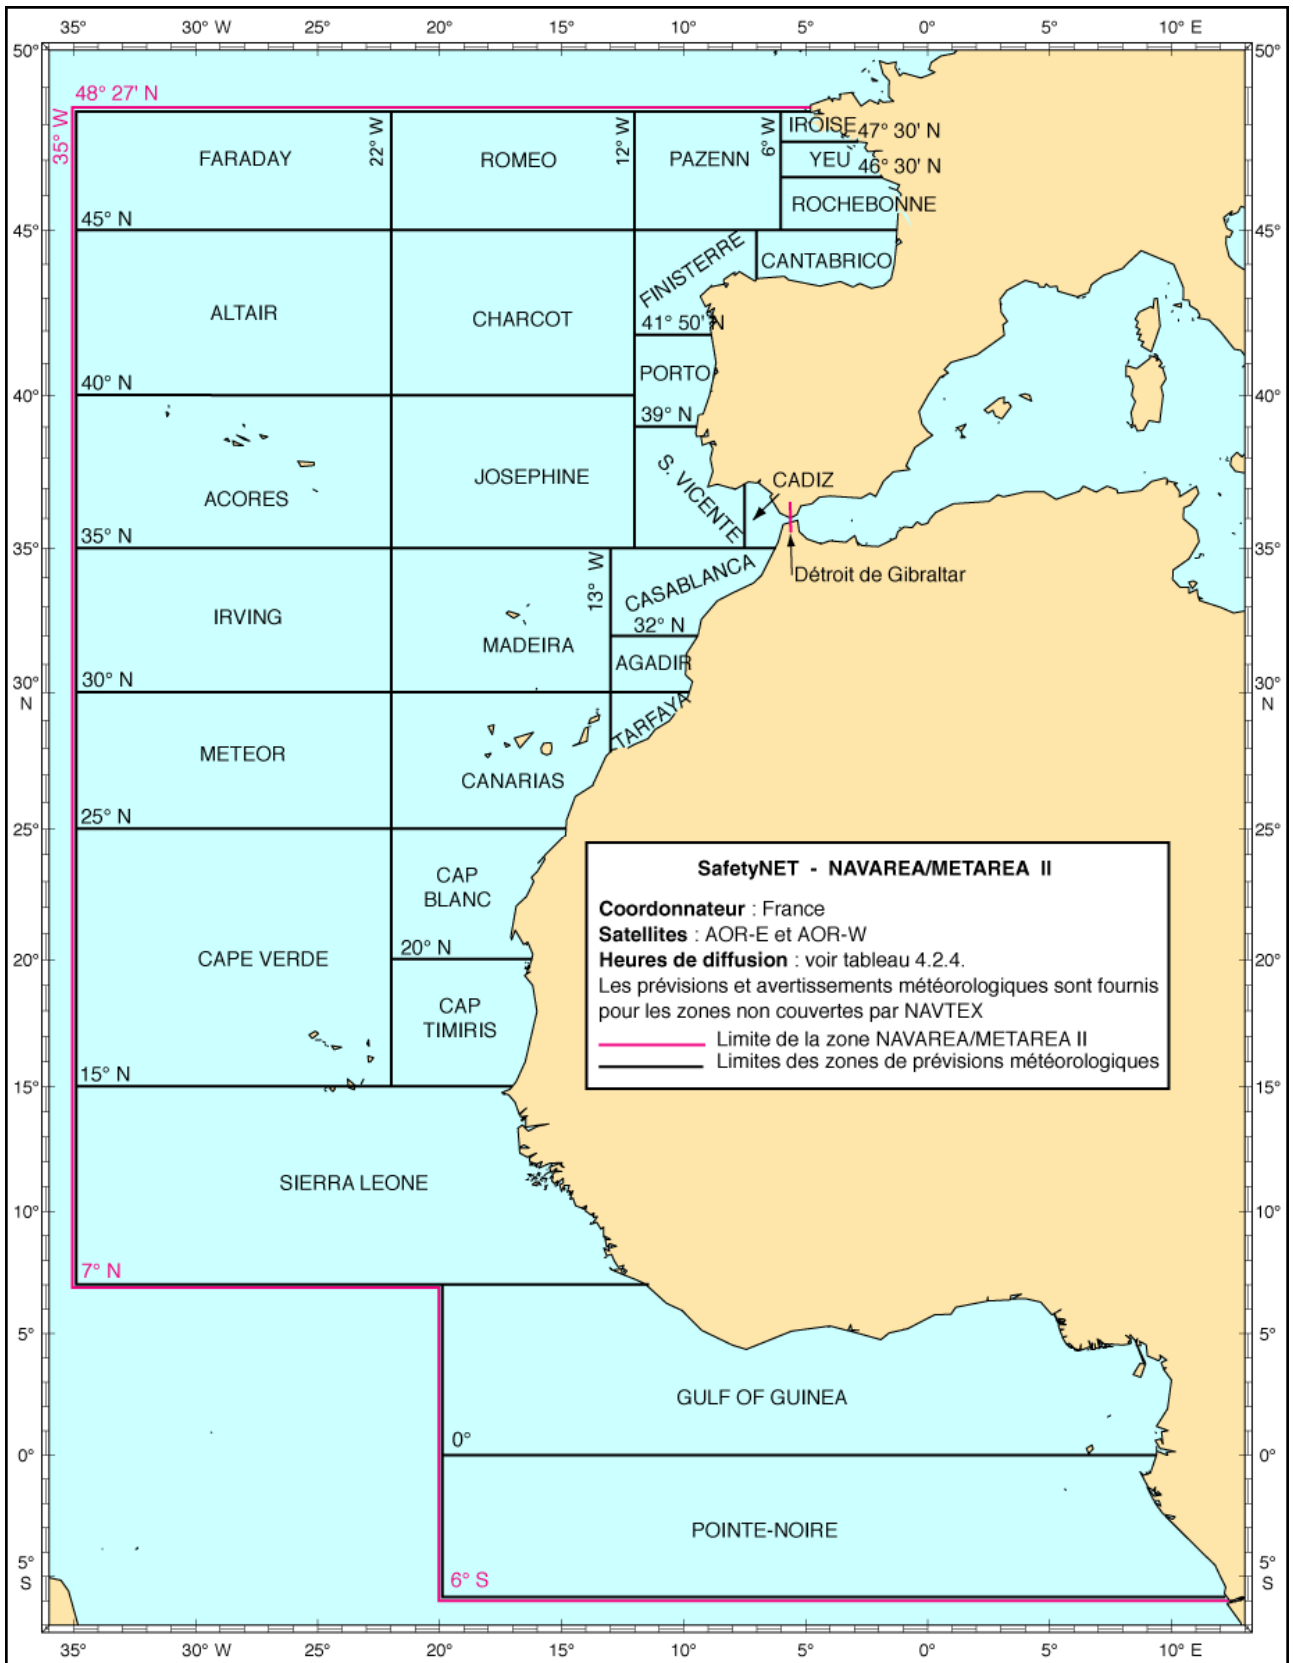 35° 30° W 25° 20° 15° 10° 5° 0° 5° 10° E
50° 50°
48° 27' N
35° W
22° W
12° W
6° W
IROISE
47° 30' N
FARADAY ROMEO PAZENN YEU
46° 30' N
ROCHEBONNE
45° N
45° 45°
FINISTERRE
CANTABRICO
ALTAIR CHARCOT
41° 50' N
PORTO
40° N
40° 40°
39° N
S. VICENTE
CADIZ
JOSEPHINE
ACORES
35° N
35° 35°
13° W
CASABLANCA
Détroit de Gibraltar
IRVING
32° N
MADEIRA
AGADIR
30° N
30° 30°
N N
TARFAYA
METEOR
CANARIAS
25° N
25° 25°
CAP
BLANC
SafetyNET - NAVAREA/METAREA II
Coordonnateur : France
Satellites : AOR-E et AOR-W
Heures de diffusion : voir tableau 4.2.4.
Les prévisions et avertissements météorologiques sont fournis
pour les zones non couvertes par NAVTEX
Limite de la zone NAVAREA/METAREA II
Limites des zones de prévisions météorologiques
20° N
CAPE VERDE
20° 20°
CAP
TIMIRIS
15° N
15° 15°
SIERRA LEONE
10° 10°
7° N
5° 5°
GULF OF GUINEA
0°
0° 0°
POINTE-NOIRE
5° 5°
S S
6° S
35° 30° W 25° 20° 15° 10° 5° 0° 5° 10° E